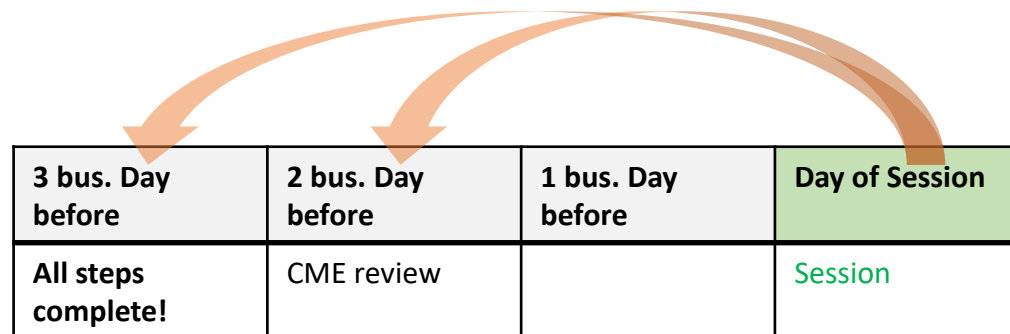 3 bus. Day
before
2 bus. Day
before
1 bus. Day
before
Day of Session
All steps
complete!
CME review
Session